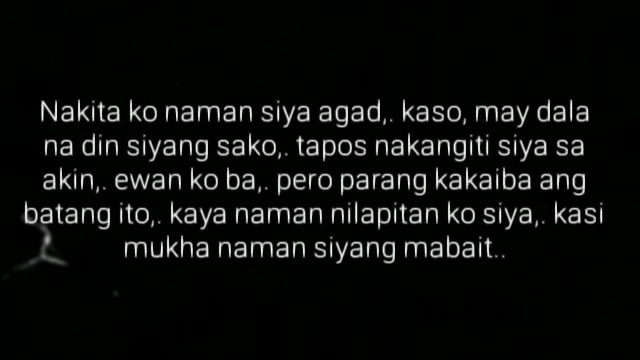 Nakita ko naman siya agad,. kaso, may dala
na din siyang sako,. tapos nakangiti siya sa
akin,. ewan ko ba,. pero parang kakaiba ang
batang ito,. kaya naman nilapitan ko siya,. kasi
mukha naman siyang mabait..